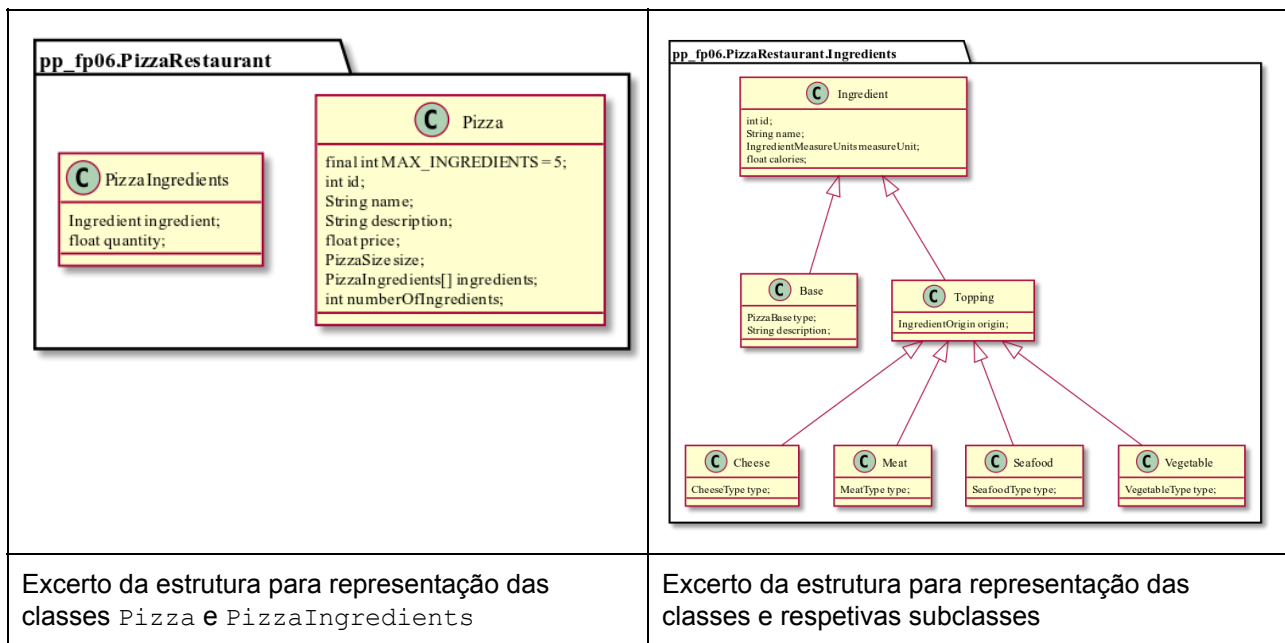 pp_fp06.PizzaRestaurant
C PizzaIngredients
Ingredient ingredient;
float quantity;
C Pizza
final int MAX_INGREDIENTS = 5;
int id;
String name;
String description;
float price;
PizzaSize size;
PizzaIngredients[] ingredients;
int numberOfIngredients;
pp_fp06.PizzaRestaurant.Ingredients
C Ingredient
int id;
String name;
IngredientMeasureUnits measureUnit;
float calories;
C Base
PizzaBase type;
String description;
C Topping
IngredientOrigin origin;
C Cheese
CheeseType type;
C Meat
MeatType type;
C Seafood
SeafoodType type;
C Vegetable
VegetableType type;
Excerto da estrutura para representação das
classes Pizza e PizzaIngredients
Excerto da estrutura para representação das
classes e respetivas subclasses